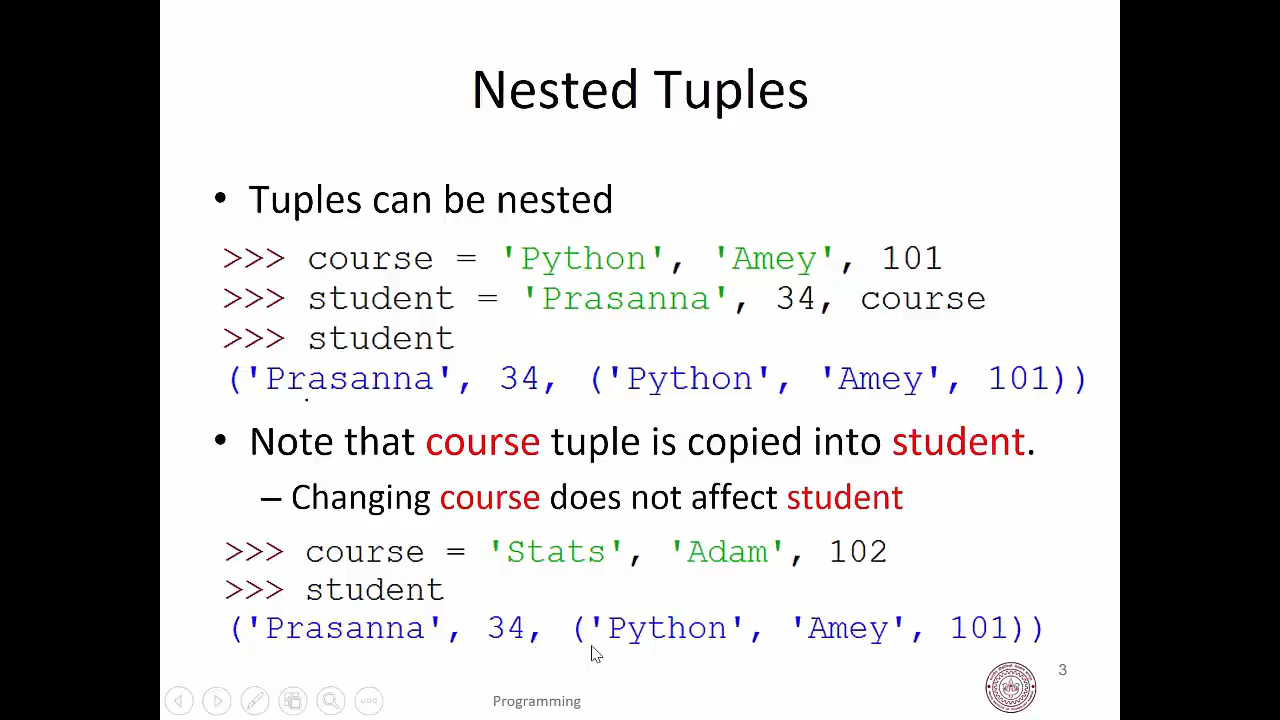 Nested Tuples
• Tuples can be nested
>>> course = 'Python', 'Amey', 101
>>> student = 'Prasanna', 34, course
>>> student
('Prasanna', 34, ('Python', 'Amey', 101))
• Note that course tuple is copied into student.
– Changing course does not affect student
>>> course = 'Stats', 'Adam', 102
>>> student
('Prasanna', 34, ('Python', 'Amey', 101))
3
Programming